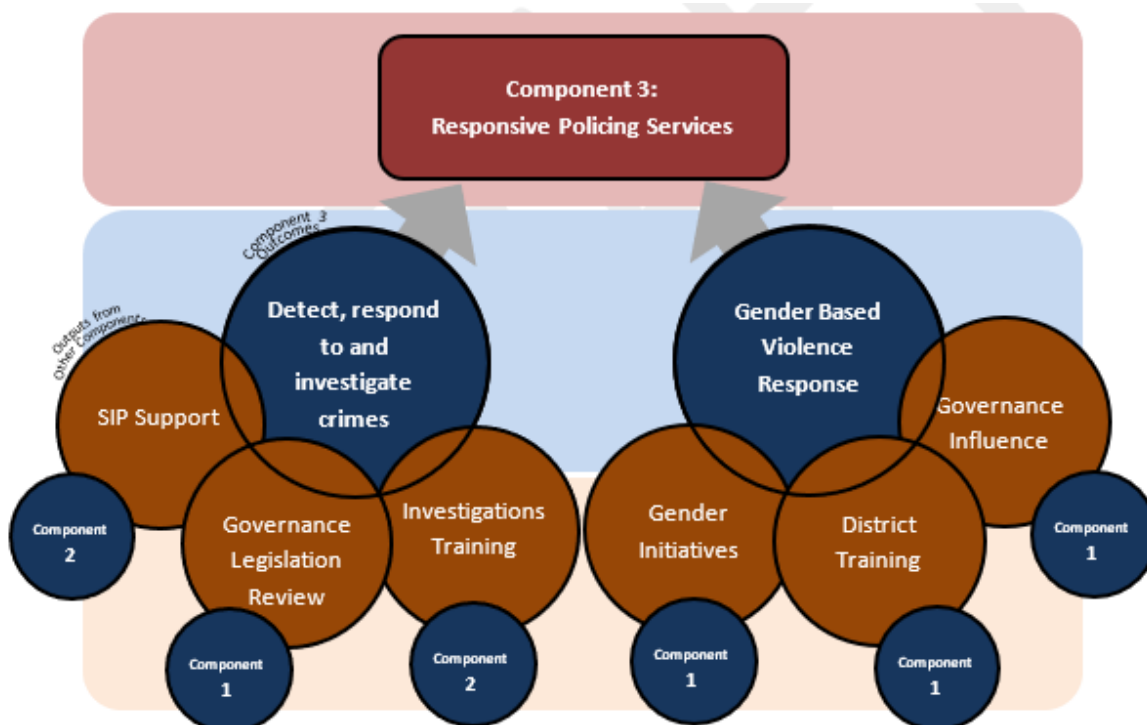 Component 3:
Responsive Policing Services
Component 3
Outcomes
Detect, respond
to and
investigate
crimes
Gender Based
Violence
Response
Outputs from
Other Components
SIP Support
Governance
Influence
Component
2
Governance
Legislation
Review
Investigations
Training
Gender
Initiatives
District
Training
Component
1
Component
1
Component
2
Component
1
Component
1